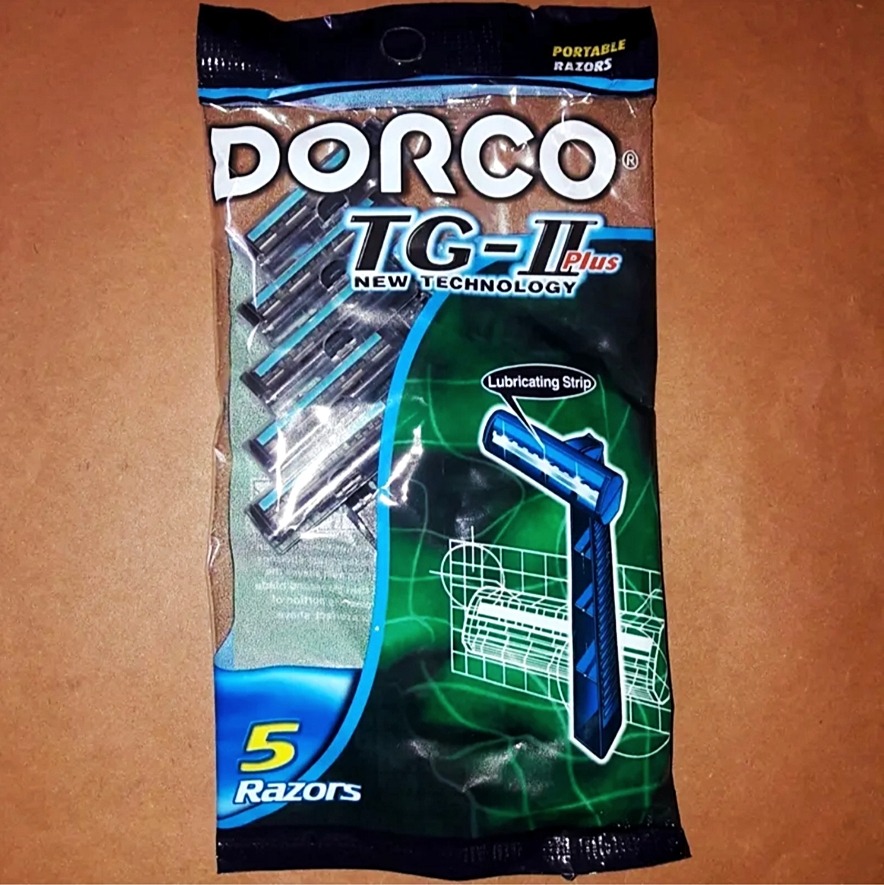 PORTABLE
RAZORS
DORCO®
TG-II Plus
NEW TECHNOLOGY
Lubricating Strip
5
Razors